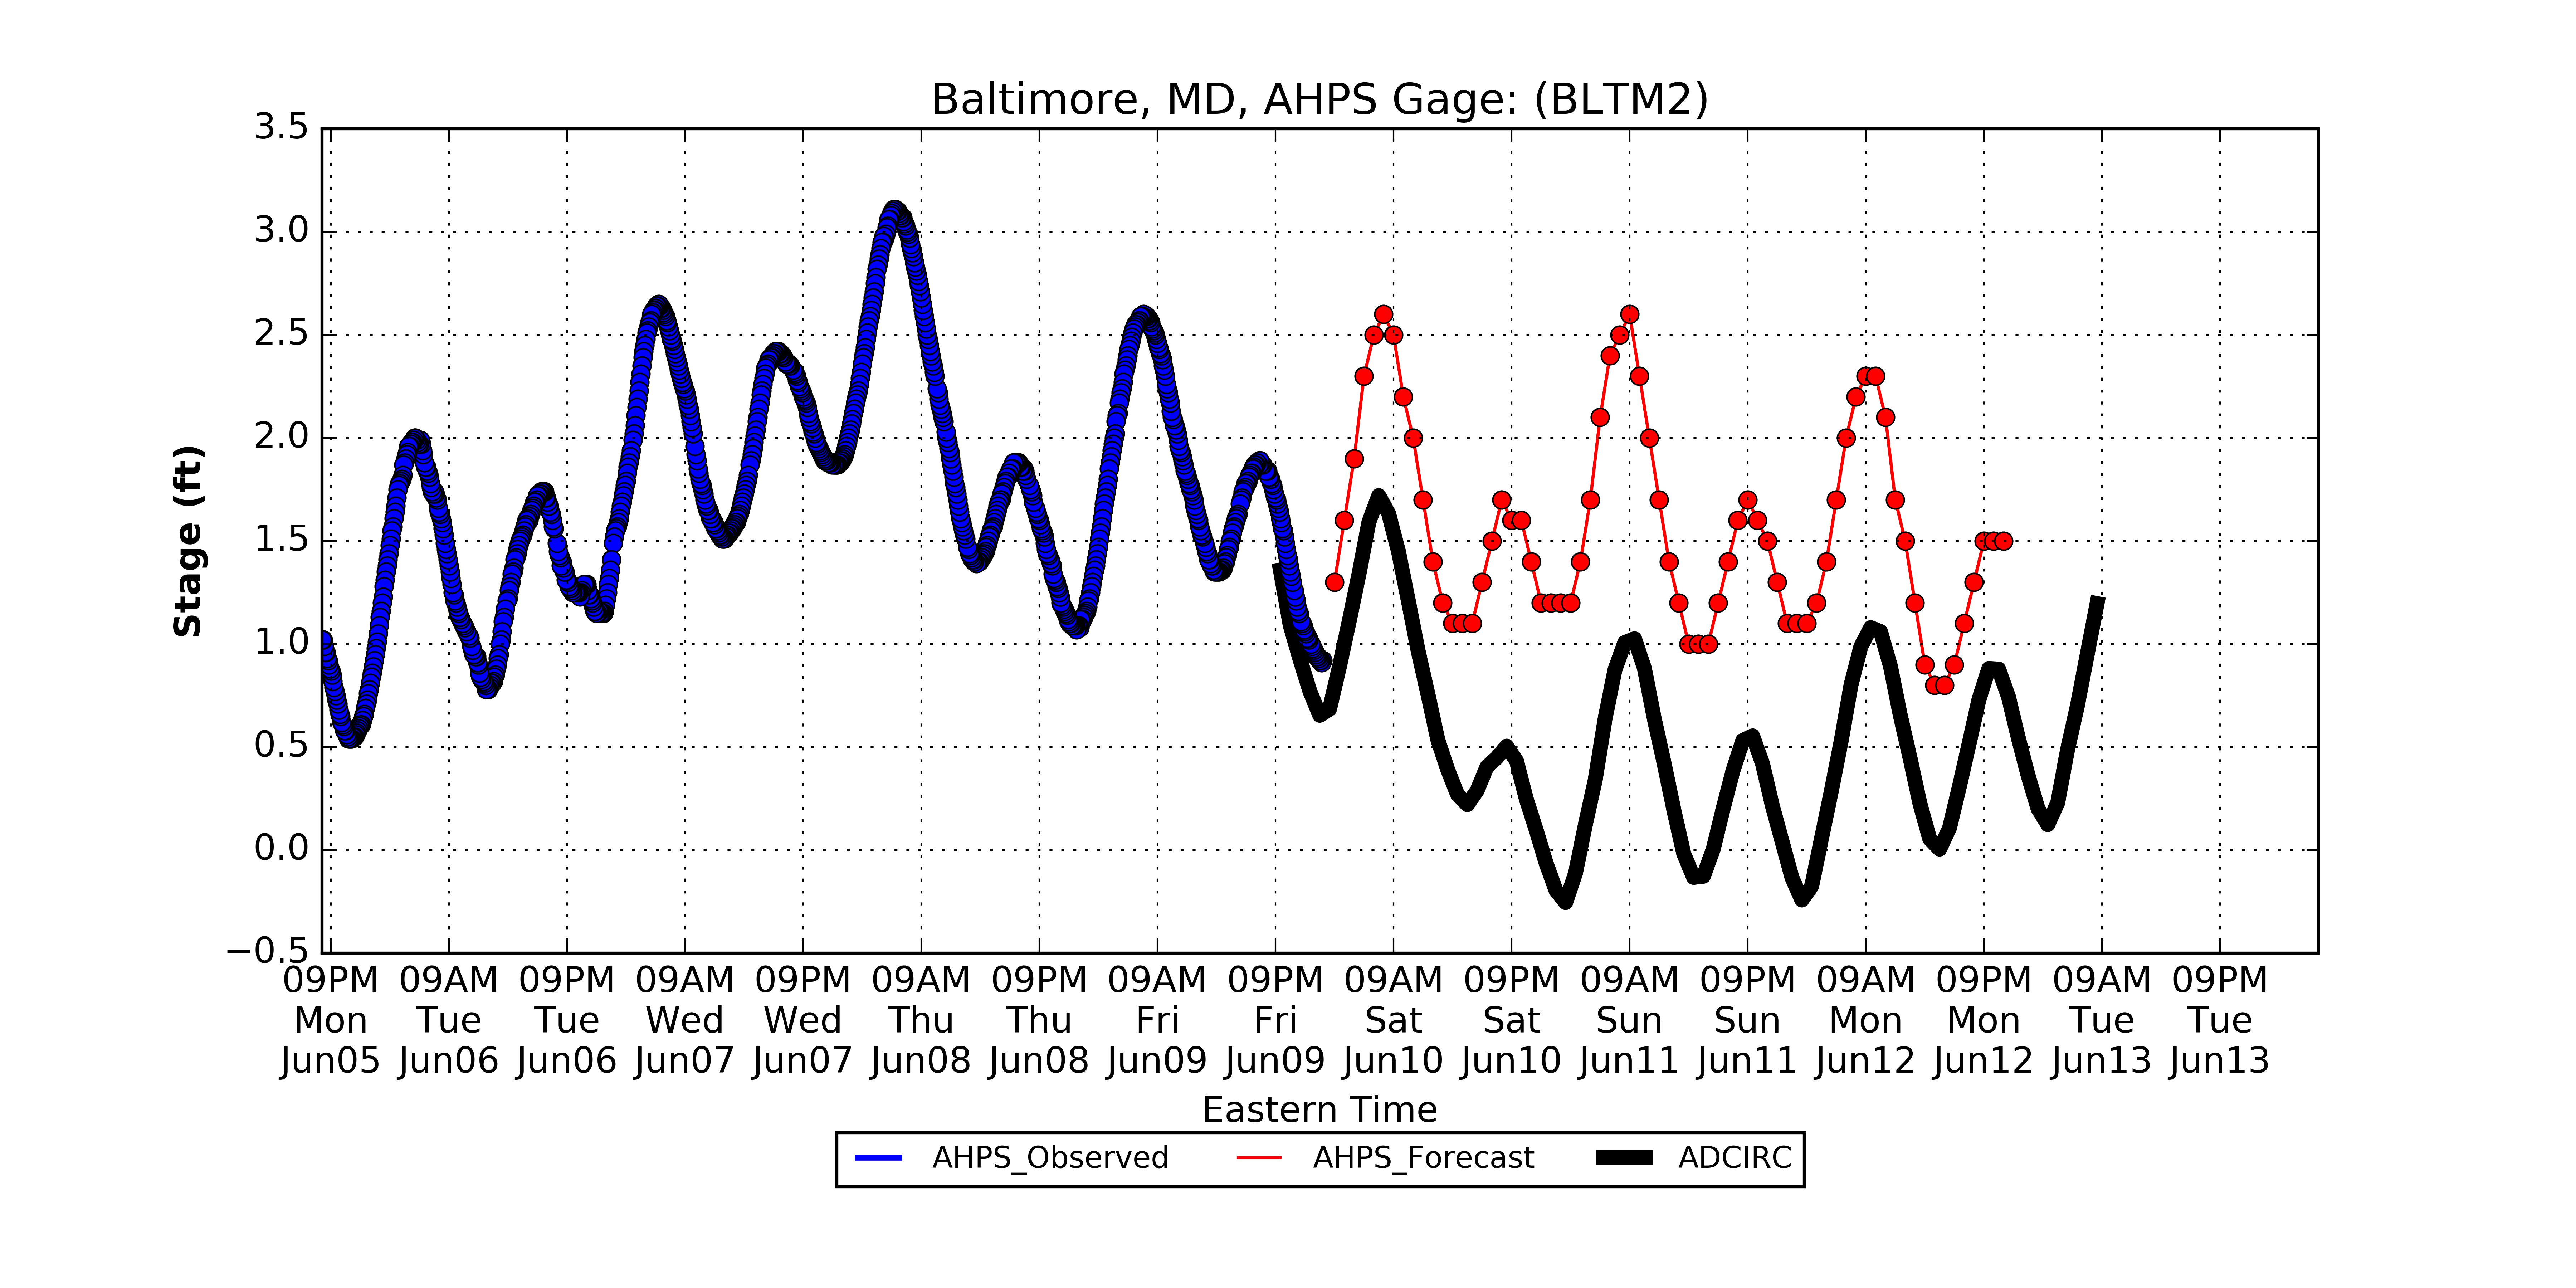 Baltimore, MD, AHPS Gage: (BLTM2)
3.5
3.0
2.5
2.0
1.5
1.0
0.5
0.0
−0.5
Stage (ft)
09PM 09AM 09PM 09AM 09PM 09AM 09PM 09AM 09PM 09AM 09PM 09AM 09PM 09AM 09PM 09AM 09PM
Mon Tue Tue Wed Wed Thu Thu Fri Fri Sat Sat Sun Sun Mon Mon Tue Tue
Jun05 Jun06 Jun06 Jun07 Jun07 Jun08 Jun08 Jun09 Jun09 Jun10 Jun10 Jun11 Jun11 Jun12 Jun12 Jun13 Jun13
Eastern Time
AHPS_Observed AHPS_Forecast ADCIRC